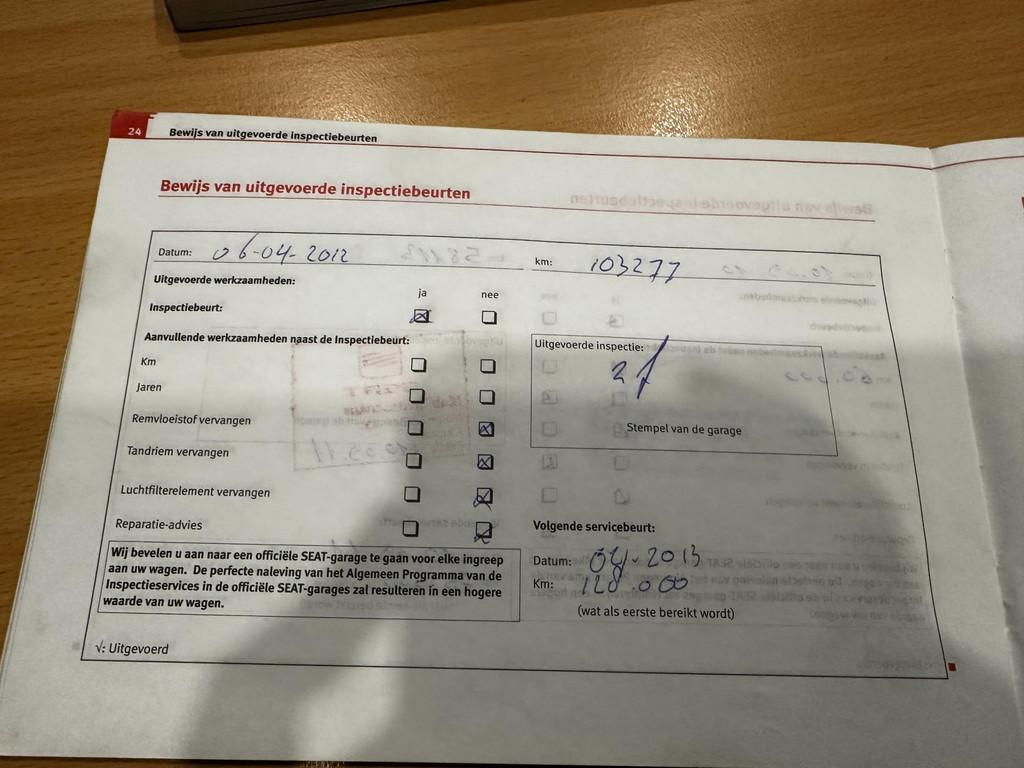 24 Bewijs van uitgevoerde inspectiebeurten
Bewijs van uitgevoerde inspectiebeurten
Datum: 06-04-2012 km: 103277
Uitgevoerde werkzaamheden:
ja nee
Inspectiebeurt:
Aanvullende werkzaamheden naast de Inspectiebeurt:
Uitgevoerde inspectie:
Km
Jaren
Stempel van de garage
Remvloeistof vervangen
Tandriem vervangen
Luchtfilterelement vervangen
Reparatie-advies
Volgende servicebeurt:
Datum: 04-2013
Km: 120.000
(wat als eerste bereikt wordt)
Wij bevelen u aan naar een officiële SEAT-garage te gaan voor elke ingreep
aan uw wagen. De perfecte naleving van het Algemeen Programma van de
Inspectieservices in de officiële SEAT-garages zal resulteren in een hogere
waarde van uw wagen.
√: Uitgevoerd